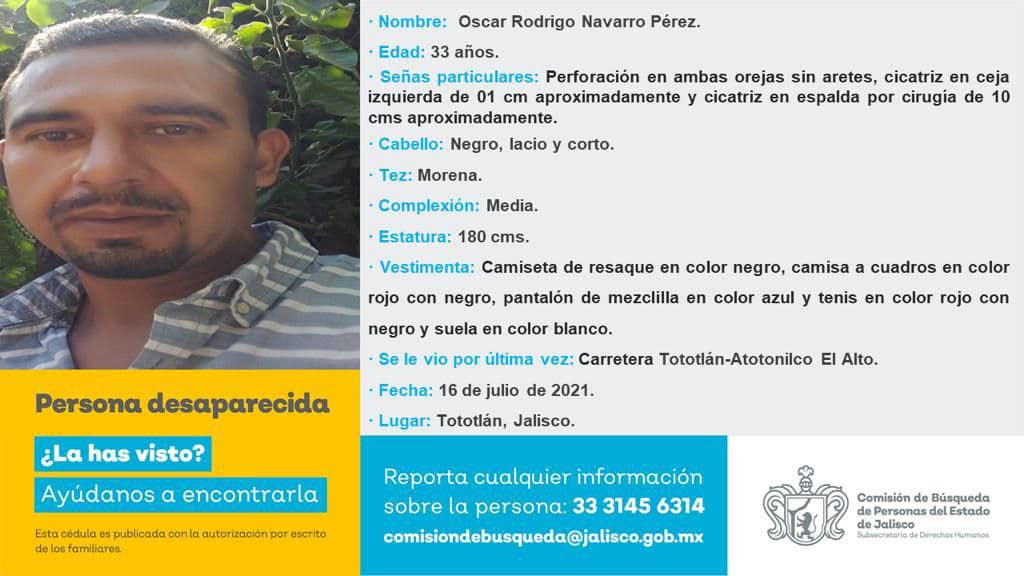 · Nombre: Oscar Rodrigo Navarro Pérez.
· Edad: 33 años.
· Señas particulares: Perforación en ambas orejas sin aretes, cicatriz en ceja
izquierda de 01 cm aproximadamente y cicatriz en espalda por cirugía de 10
cms aproximadamente.
· Cabello: Negro, lacio y corto.
· Tez: Morena.
· Complexión: Media.
· Estatura: 180 cms.
· Vestimenta: Camiseta de resaque en color negro, camisa a cuadros en color
rojo con negro, pantalón de mezclilla en color azul y tenis en color rojo con
negro y suela en color blanco.
· Se le vio por última vez: Carretera Tototlán-Atotonilco El Alto.
· Fecha: 16 de julio de 2021.
· Lugar: Tototlán, Jalisco.
Persona desaparecida
¿La has visto?
Ayúdanos a encontrarla
Esta cédula es publicada con la autorización por escrito
de los familiares.
Reporta cualquier información
sobre la persona: 33 3145 6314
comisiondebusqueda@jalisco.gob.mx
Comisión de Búsqueda
de Personas del Estado
de Jalisco
Subsecretaría de Derechos Humanos